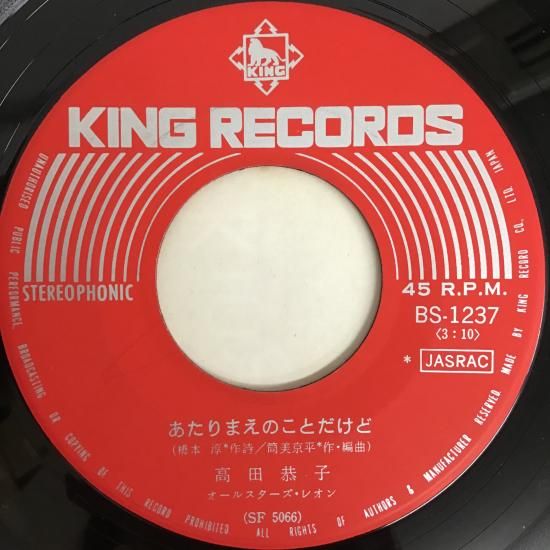 KING
KING RECORDS
STEREOPHONIC
45 R.P.M.
BS-1237
〈3:10〉
* JASRAC
あたりまえのことだけど
(橋本 淳*作詩/筒美京平*作・編曲)
高田恭子
オールスターズ・レオン
(SF 5066)
UNAUTHORISED PUBLIC PERFORMANCE, BROADCASTING OR COPYING OF THIS RECORD PROHIBITED. ALL RIGHTS OF AUTHORS & MANUFACTURER RESERVED. MADE BY KING RECORD CO., LTD. JAPAN